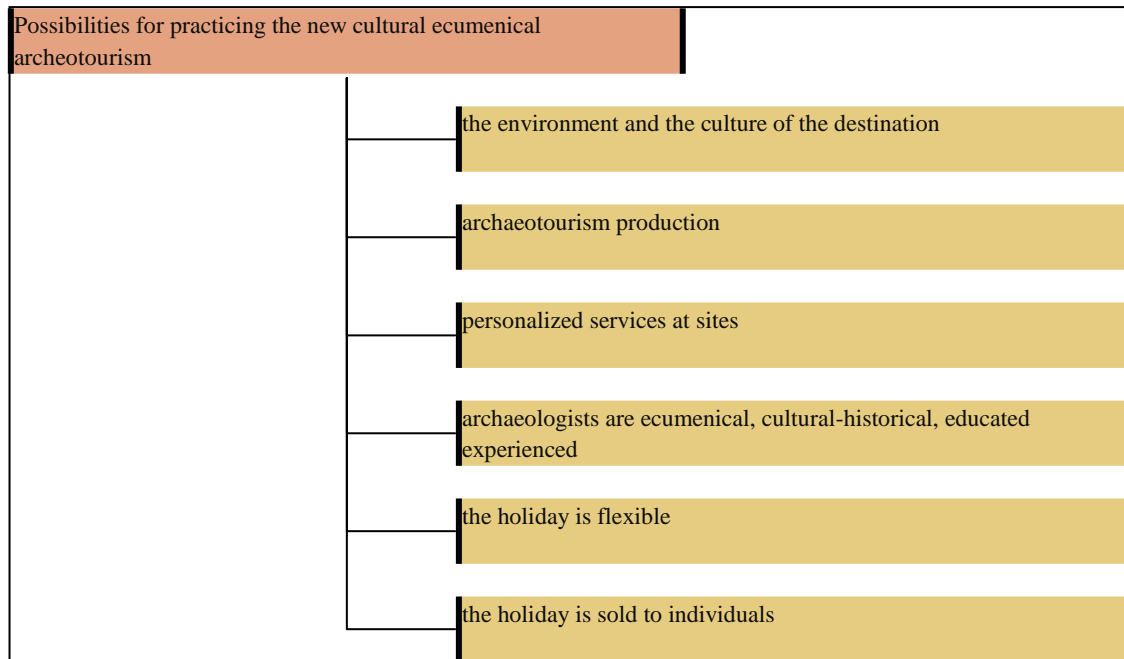 Possibilities for practicing the new cultural ecumenical
archeotourism
the environment and the culture of the destination
archaeotourism production
personalized services at sites
archaeologists are ecumenical, cultural-historical, educated
experienced
the holiday is flexible
the holiday is sold to individuals